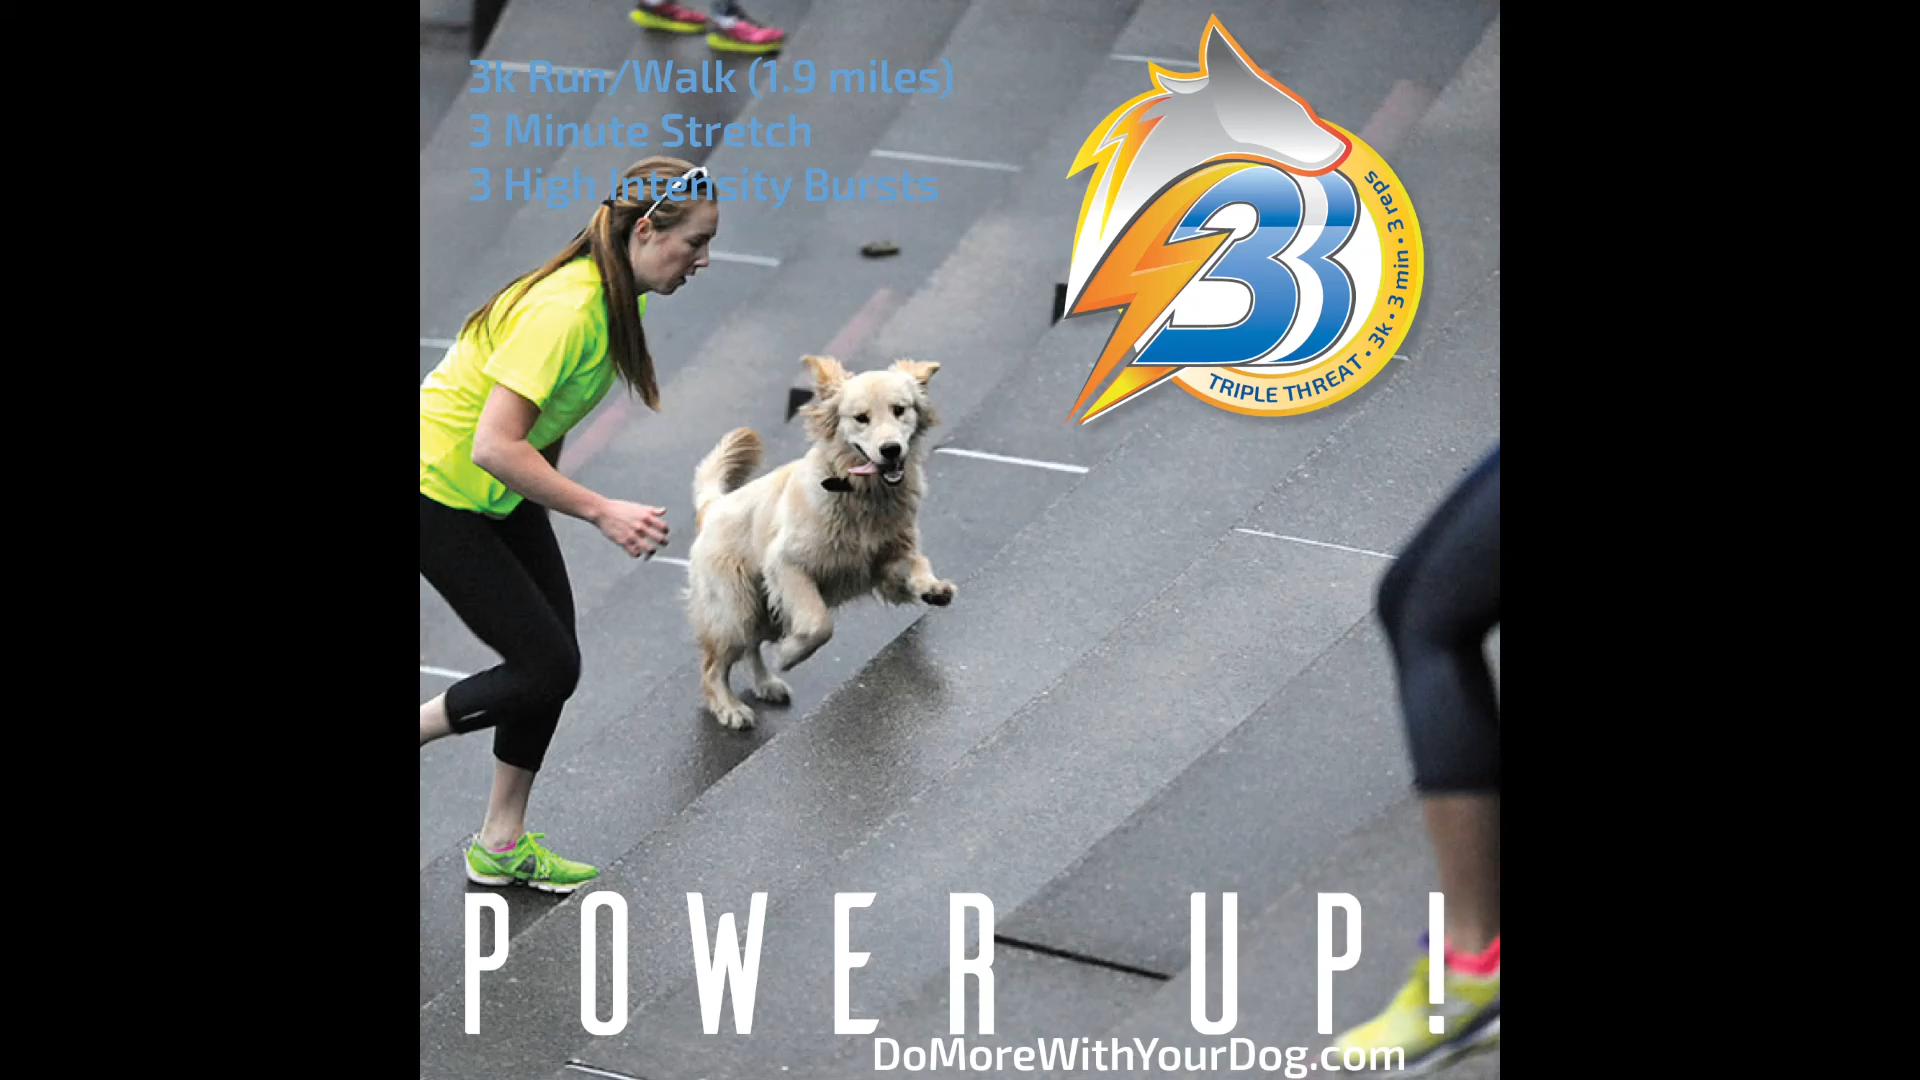 3k Run/Walk (1.9 miles)
3 Minute Stretch
3 High Intensity Bursts
33
TRIPLE THREAT • 3k • 3 min • 3 reps
POWER UP!
DoMoreWithYourDog.com